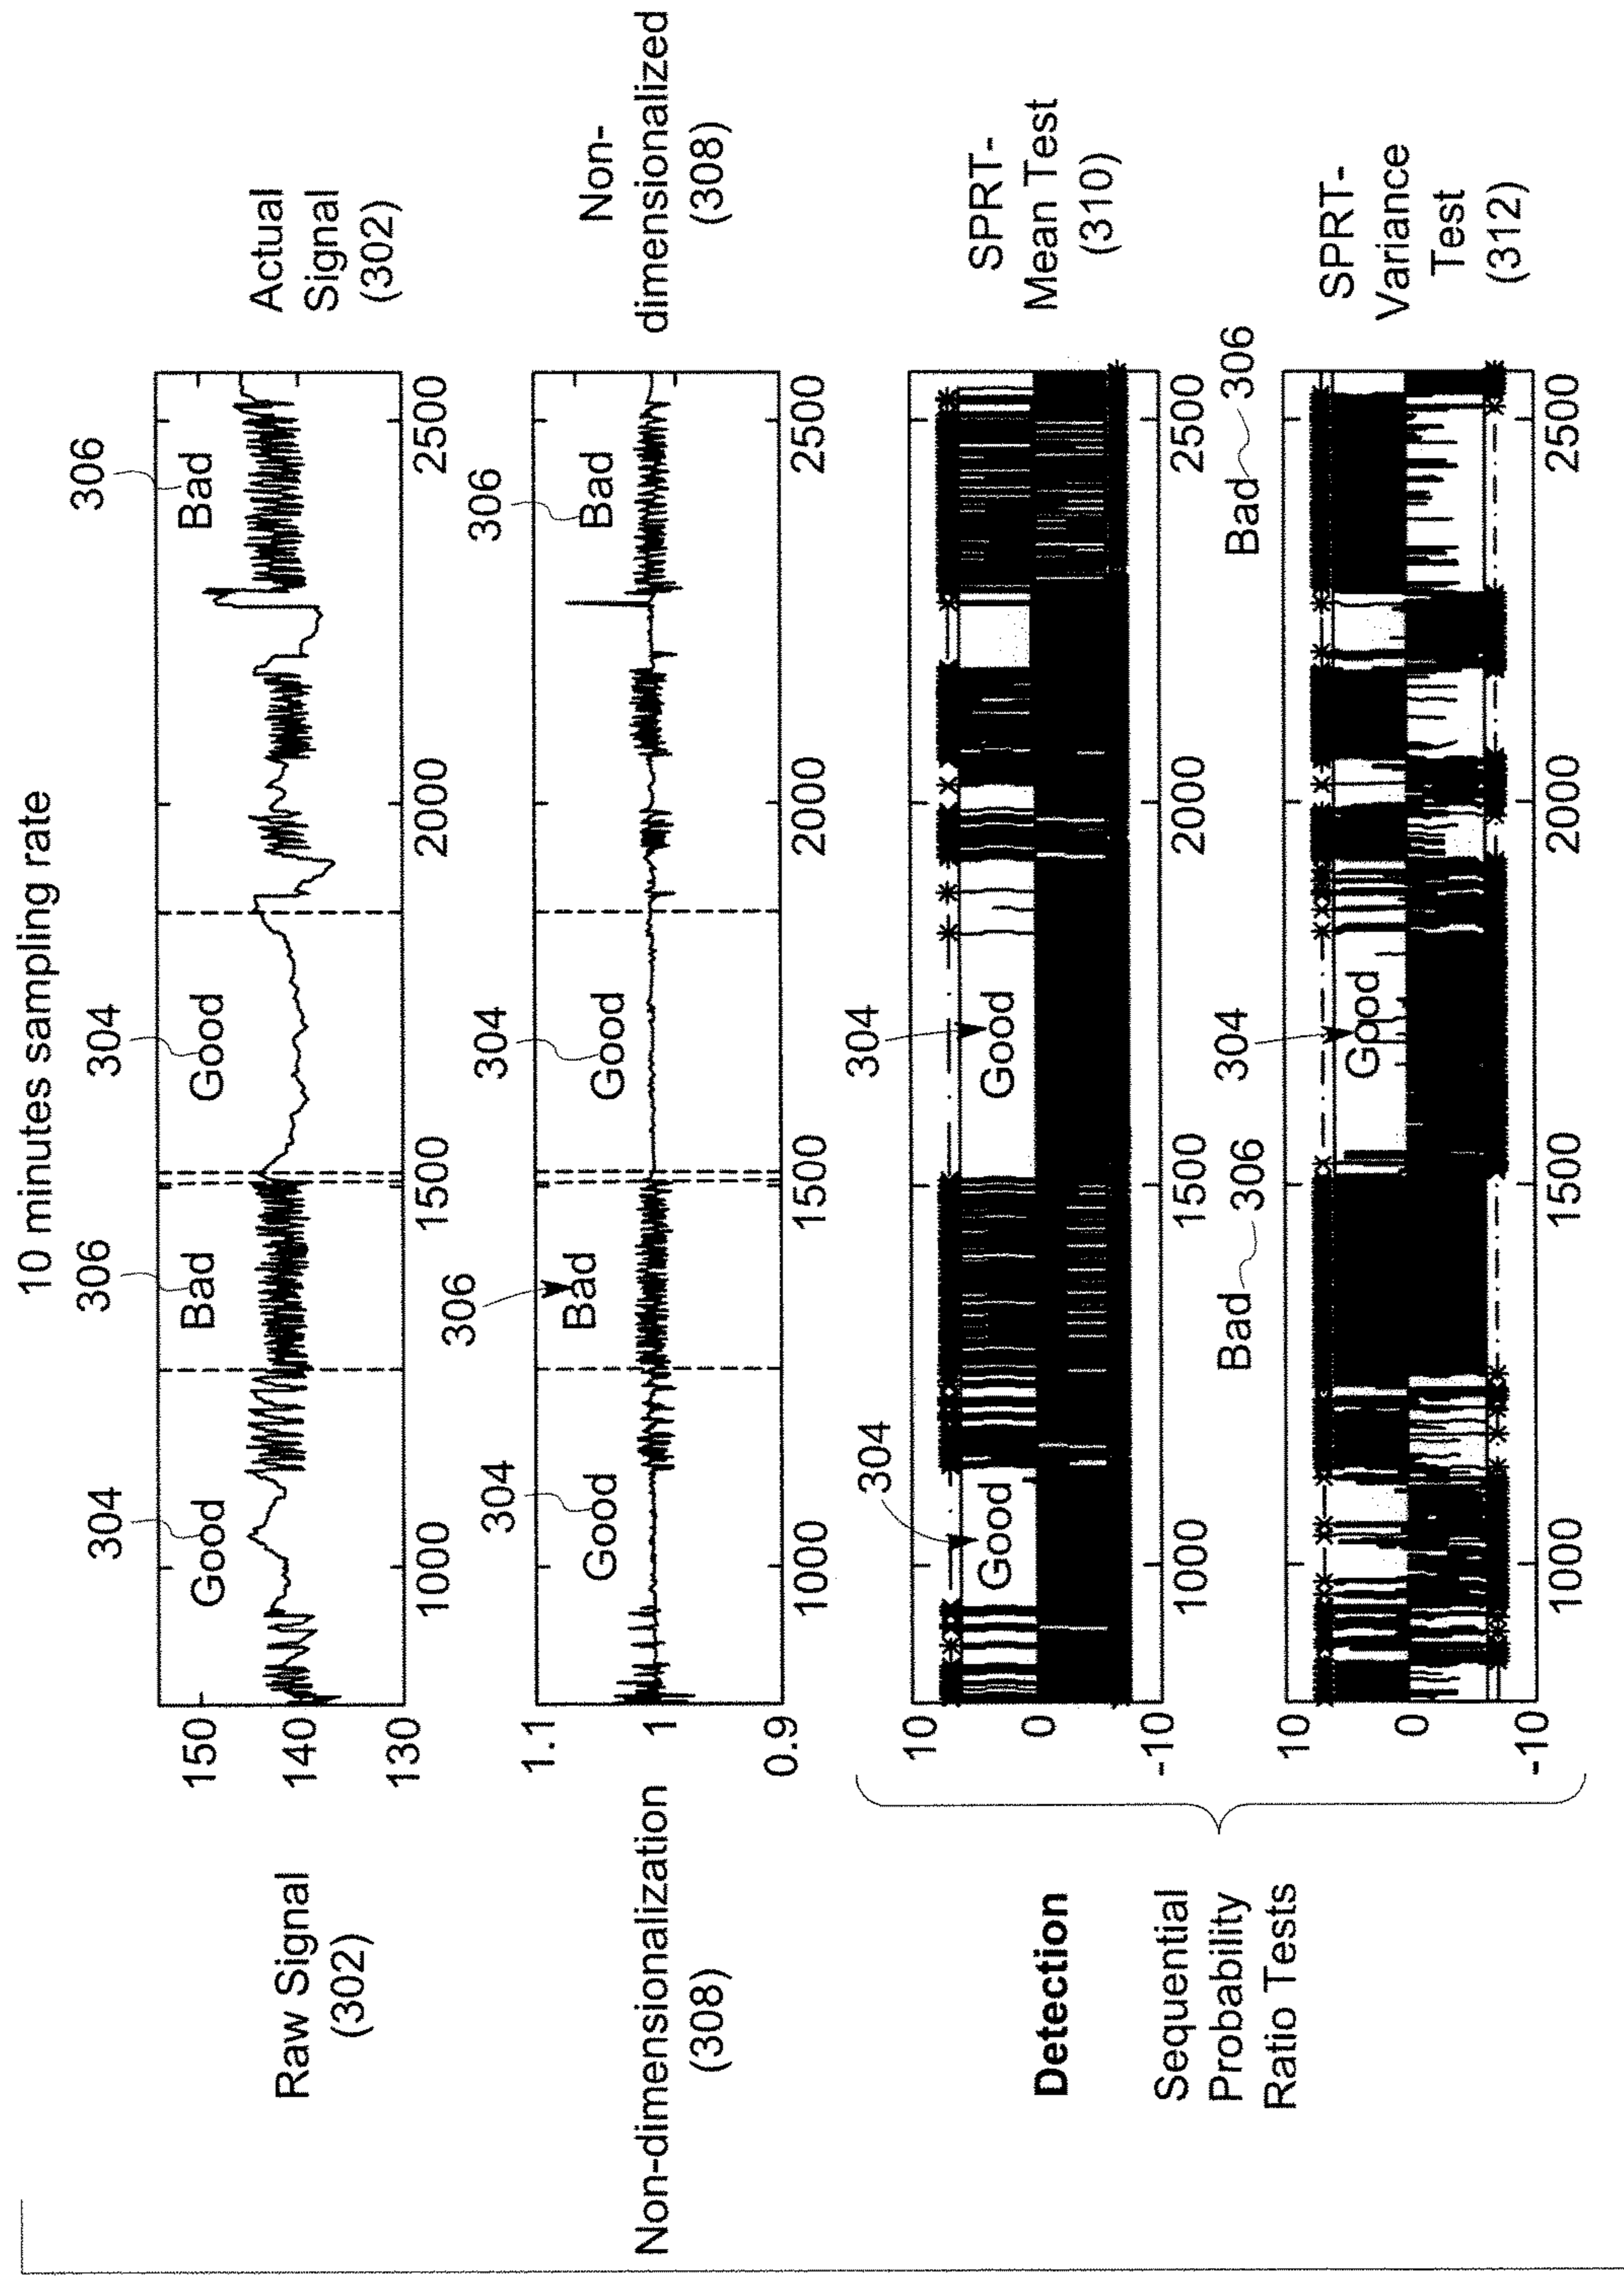 10 minutes sampling rate
304
306
304
306
Good
Bad
Good
Bad
150
140
130
1000
1500
2000
2500
Raw Signal
(302)
Actual
Signal
(302)
304
306
304
306
Good
Bad
Good
Bad
1.1
1
0.9
1000
1500
2000
2500
Non-dimensionalization
(308)
Non-
dimensionalized
(308)
304
304
Good
Good
10
0
-10
1000
1500
2000
2500
SPRT-
Mean Test
(310)
Detection
Sequential
Probability
Ratio Tests
Bad 306
304
Bad 306
Good
10
0
-10
1000
1500
2000
2500
SPRT-
Variance
Test
(312)